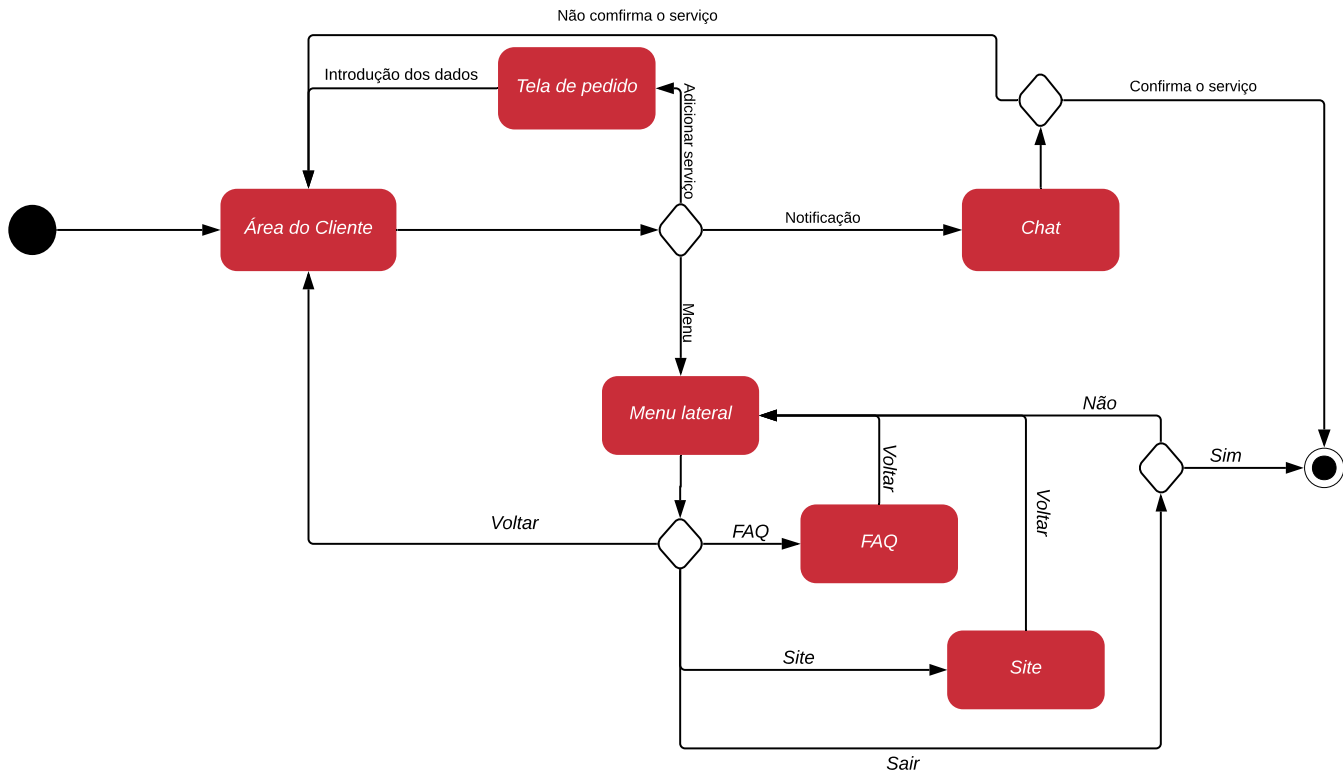 Não comfirma o serviço
Introdução dos dados
Tela de pedido
Adicionar serviço
Confirma o serviço
Área do Cliente
Notificação
Chat
Menu
Menu lateral
Não
Voltar
Sim
Voltar
Voltar
FAQ
FAQ
Site
Site
Sair